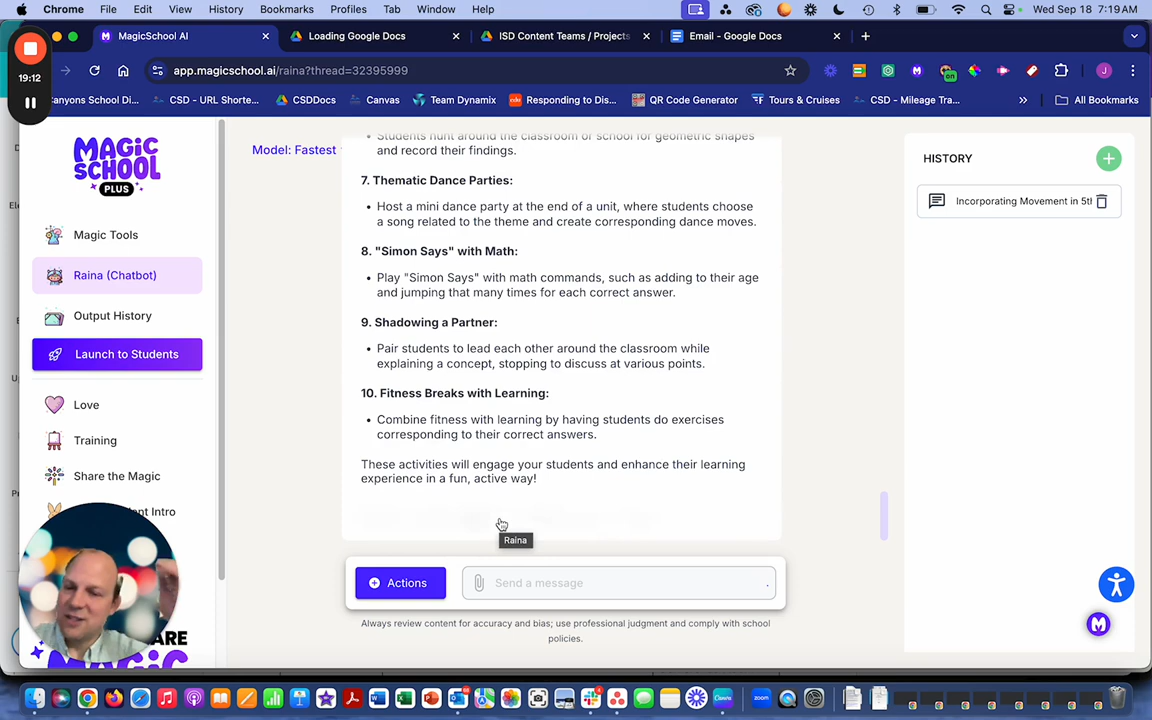 Chrome File Edit View History Bookmarks Profiles Tab Window Help Wed Sep 18 7:19 AM
MagicSchool AI Loading Google Docs ISD Content Teams / Projects Email - Google Docs
19:12
app.magicschool.ai/raina?thread=32395999
anyons School Di... CSD - URL Shorte... CSDDocs Canvas Team Dynamix Responding to Dis... QR Code Generator Tours & Cruises CSD - Mileage Tra... » All Bookmarks
MAGIC
SCHOOL
PLUS
Magic Tools
Raina (Chatbot)
Output History
Launch to Students
Love
Training
Share the Magic
nt Intro
ARE
Model: Fastest
Students hunt around the classroom or school for geometric shapes
and record their findings.
7. Thematic Dance Parties:
• Host a mini dance party at the end of a unit, where students choose
a song related to the theme and create corresponding dance moves.
8. "Simon Says" with Math:
• Play "Simon Says" with math commands, such as adding to their age
and jumping that many times for each correct answer.
9. Shadowing a Partner:
• Pair students to lead each other around the classroom while
explaining a concept, stopping to discuss at various points.
10. Fitness Breaks with Learning:
• Combine fitness with learning by having students do exercises
corresponding to their correct answers.
These activities will engage your students and enhance their learning
experience in a fun, active way!
Raina
Actions
Send a message
Always review content for accuracy and bias; use professional judgment and comply with school
policies.
HISTORY
Incorporating Movement in 5th